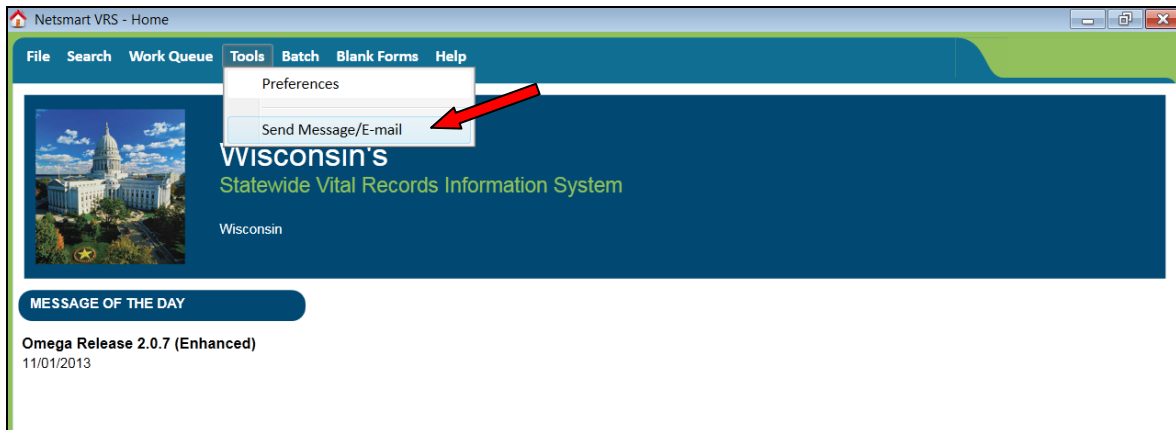 Netsmart VRS - Home
File Search Work Queue Tools Batch Blank Forms Help
Preferences
Send Message/E-mail
Wisconsin's
Statewide Vital Records Information System
Wisconsin
MESSAGE OF THE DAY
Omega Release 2.0.7 (Enhanced)
11/01/2013